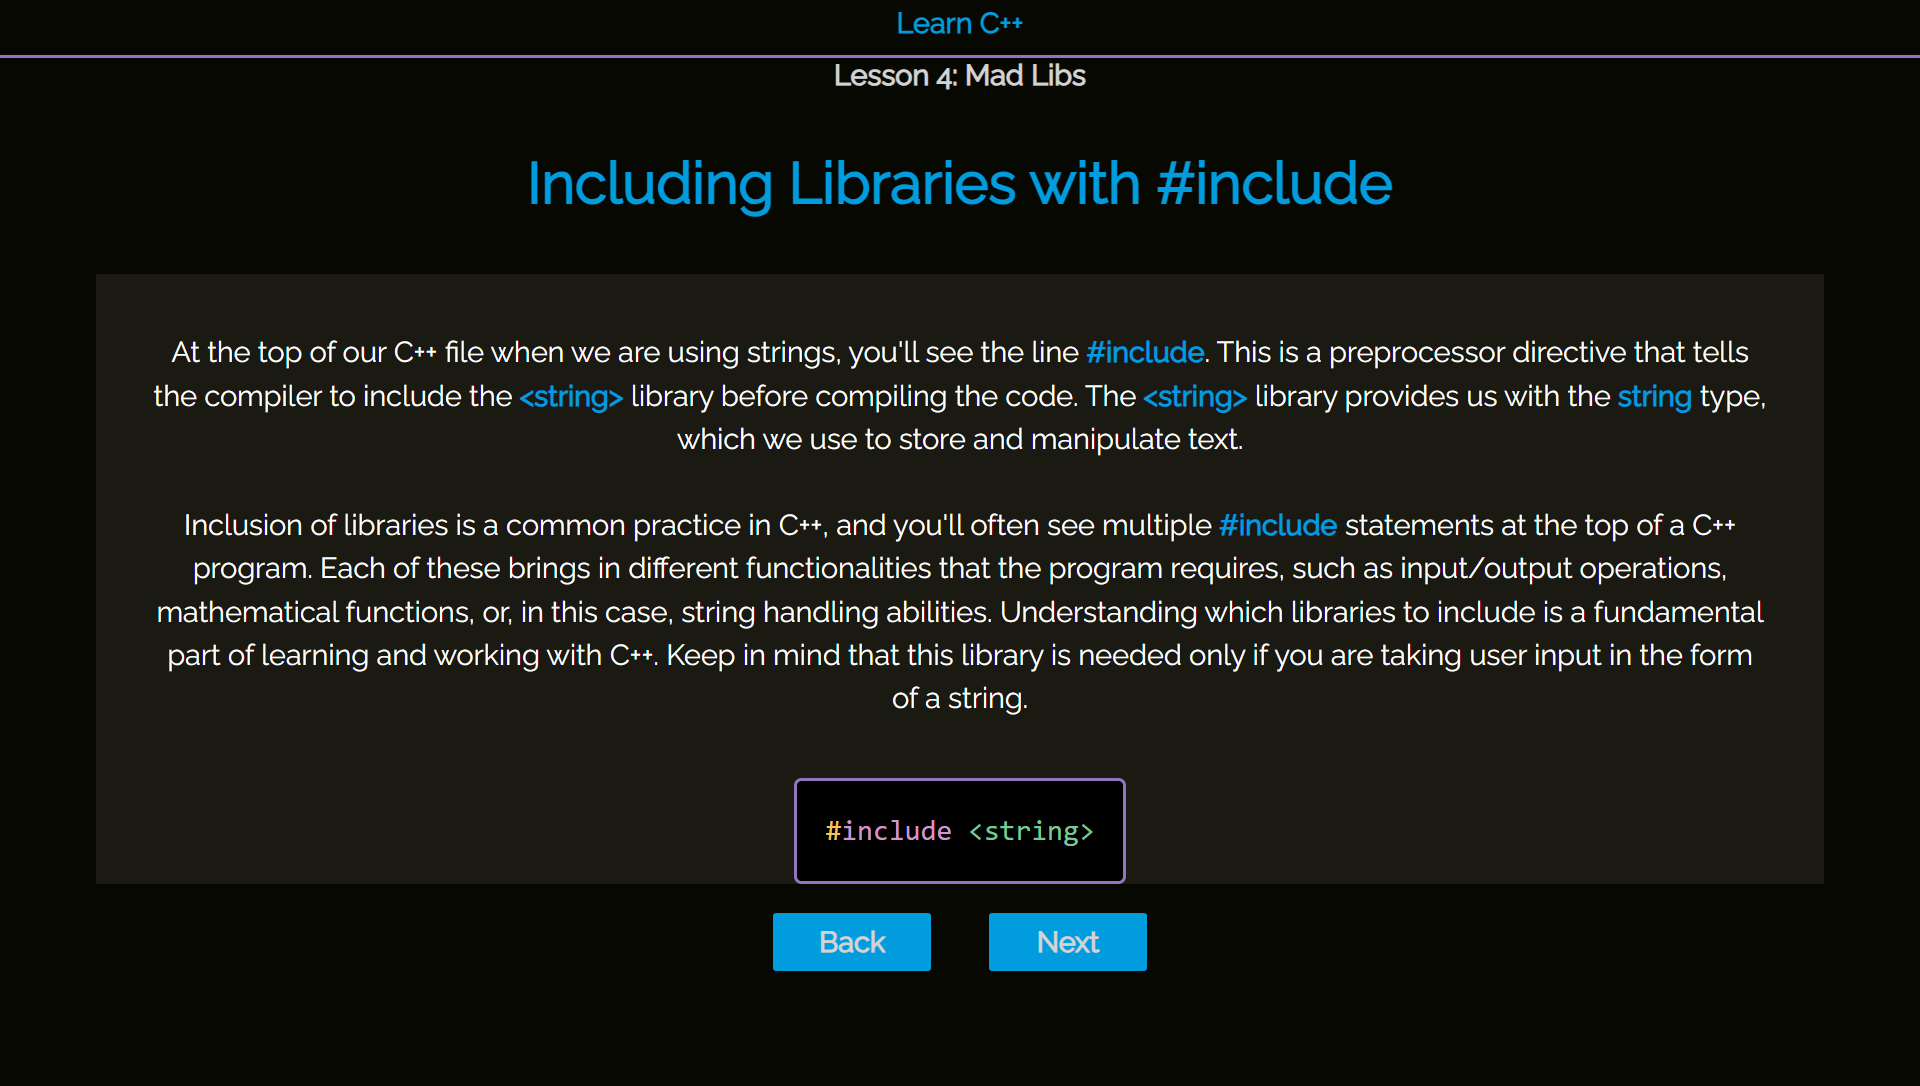 Learn C++
Lesson 4: Mad Libs
Including Libraries with #include
At the top of our C++ file when we are using strings, you'll see the line #include. This is a preprocessor directive that tells
the compiler to include the <string> library before compiling the code. The <string> library provides us with the string type,
which we use to store and manipulate text.
Inclusion of libraries is a common practice in C++, and you'll often see multiple #include statements at the top of a C++
program. Each of these brings in different functionalities that the program requires, such as input/output operations,
mathematical functions, or, in this case, string handling abilities. Understanding which libraries to include is a fundamental
part of learning and working with C++. Keep in mind that this library is needed only if you are taking user input in the form
of a string.
#include <string>
Back
Next